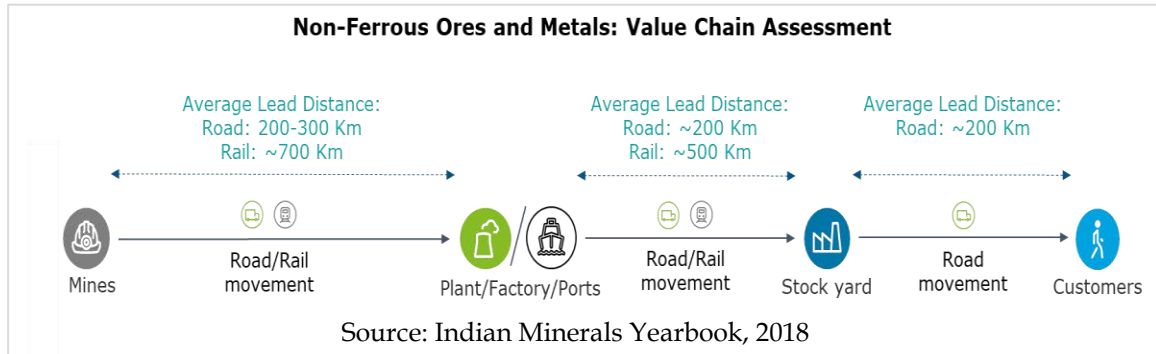 Non-Ferrous Ores and Metals: Value Chain Assessment
Average Lead Distance:
Road: 200-300 Km
Rail: ~700 Km
Average Lead Distance:
Road: ~200 Km
Rail: ~500 Km
Average Lead Distance:
Road: ~200 Km
Mines
Road/Rail
movement
Plant/Factory/Ports
Road/Rail
movement
Stock yard
Road
movement
Customers
Source: Indian Minerals Yearbook, 2018